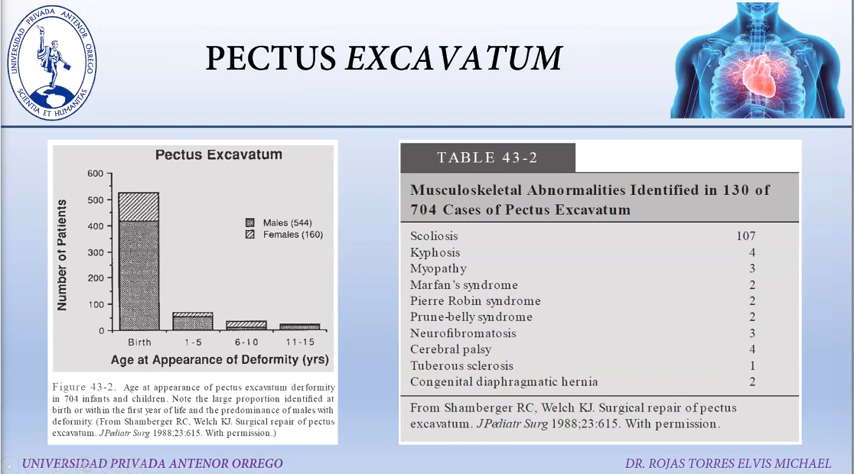 UNIVERSIDAD PRIVADA ANTENOR ORREGO
SCIENTIA ET HUMANITAS
PECTUS EXCAVATUM
Pectus Excavatum
600
500
400
300
200
100
0
Number of Patients
Males (544)
Females (160)
Birth 1-5 6-10 11-15
Age at Appearance of Deformity (yrs)
Figure 43-2. Age at appearance of pectus excavatum derformity
in 704 infants and children. Note the large proportion identified at
birth or within the first year of life and the predominance of males with
deformity. (From Shamberger RC, Welch KJ. Surgical repair of pectus
excavatum. J Pediatr Surg 1988;23:615. With permission.)
TABLE 43-2
Musculoskeletal Abnormalities Identified in 130 of
704 Cases of Pectus Excavatum
Scoliosis 107
Kyphosis 4
Myopathy 3
Marfan's syndrome 2
Pierre Robin syndrome 2
Prune-belly syndrome 2
Neurofibromatosis 3
Cerebral palsy 4
Tuberous sclerosis 1
Congenital diaphragmatic hernia 2
From Shamberger RC, Welch KJ. Surgical repair of pectus
excavatum. J Pediatr Surg 1988;23:615. With permission.
UNIVERSIDAD PRIVADA ANTENOR ORREGO
DR. ROJAS TORRES ELVIS MICHAEL